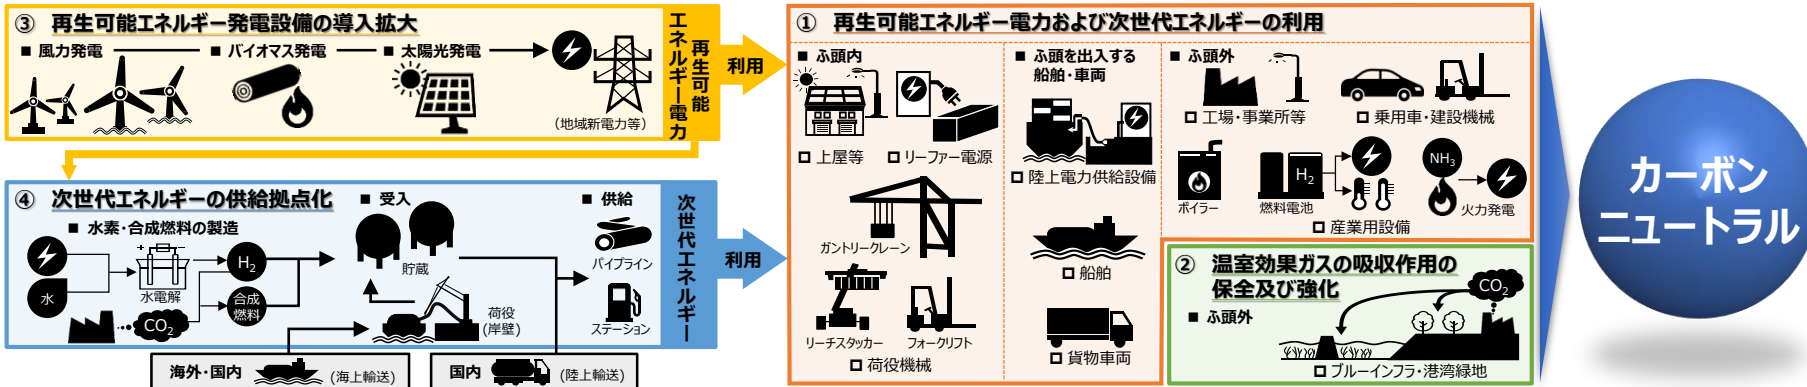 ③ 再生可能エネルギー発電設備の導入拡大
■ 風力発電
■ バイオマス発電
■ 太陽光発電
(地域新電力等)
再生可能
エネルギー電力
利用
④ 次世代エネルギーの供給拠点化
■ 水素・合成燃料の製造
水
水電解
H₂
合成
燃料
CO₂
■ 受入
貯蔵
荷役
(岸壁)
■ 供給
パイプライン
ステーション
次世代エネルギー
利用
海外・国内
(海上輸送)
国内
(陸上輸送)
① 再生可能エネルギー電力および次世代エネルギーの利用
■ ふ頭内
上屋等
リーファー電源
ガントリークレーン
リーチスタッカー
フォークリフト
荷役機械
■ ふ頭を出入する
船舶・車両
陸上電力供給設備
船舶
貨物車両
■ ふ頭外
工場・事業所等
乗用車・建設機械
ボイラー
H₂
燃料電池
NH₃
火力発電
産業用設備
② 温室効果ガスの吸収作用の
保全及び強化
■ ふ頭外
CO₂
ブルーインフラ・港湾緑地
カーボン
ニュートラル